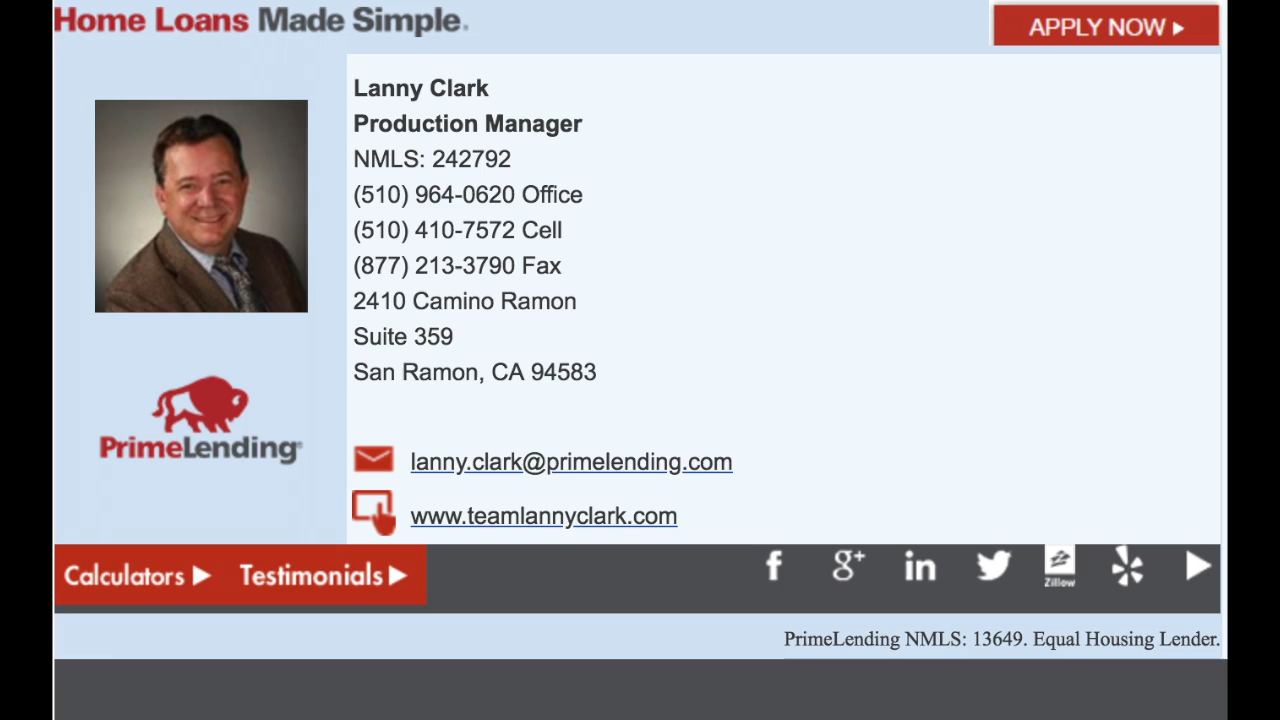 Home Loans Made Simple.
APPLY NOW
Lanny Clark
Production Manager
NMLS: 242792
(510) 964-0620 Office
(510) 410-7572 Cell
(877) 213-3790 Fax
2410 Camino Ramon
Suite 359
San Ramon, CA 94583
PrimeLending®
lanny.clark@primelending.com
www.teamlannyclark.com
Calculators Testimonials
f g+ in Zillow
PrimeLending NMLS: 13649. Equal Housing Lender.